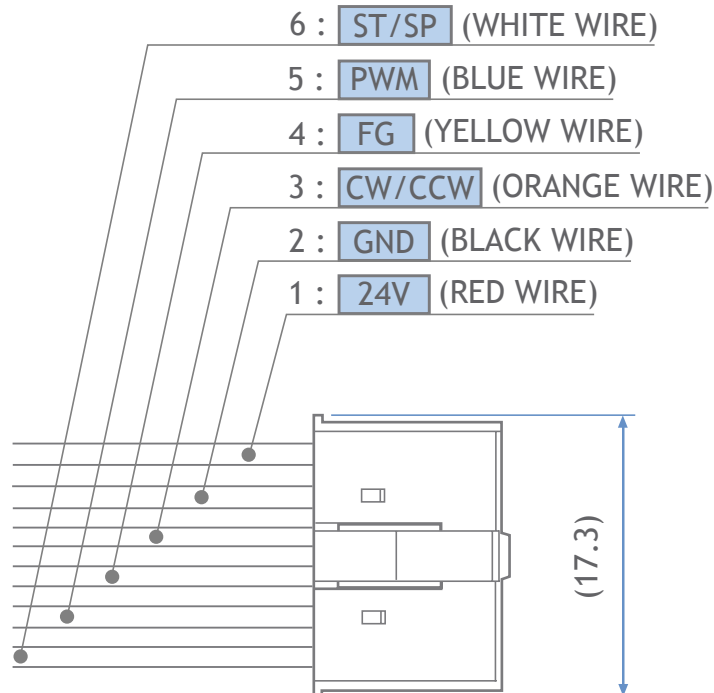 6 : ST/SP (WHITE WIRE)
5 : PWM (BLUE WIRE)
4 : FG (YELLOW WIRE)
3 : CW/CCW (ORANGE WIRE)
2 : GND (BLACK WIRE)
1 : 24V (RED WIRE)
(17.3)